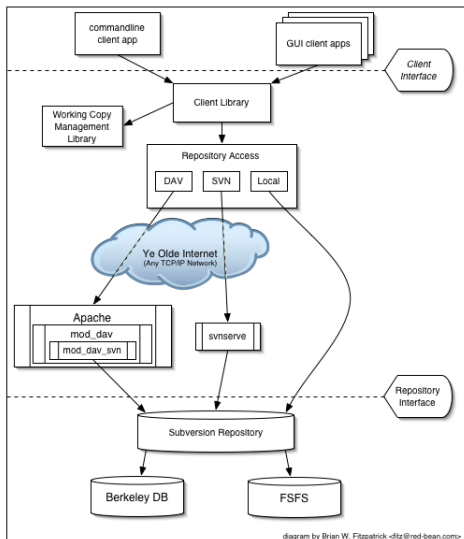 commandline
client app
GUI client apps
Client
Interface
Client Library
Working Copy
Management
Library
Repository Access
DAV
SVN
Local
Ye Olde Internet
(Any TCP/IP Network)
Apache
mod_dav
mod_dav_svn
svnserve
Repository
Interface
Subversion Repository
Berkeley DB
FSFS
diagram by Brian W. Fitzpatrick <fitz@red-bean.com>